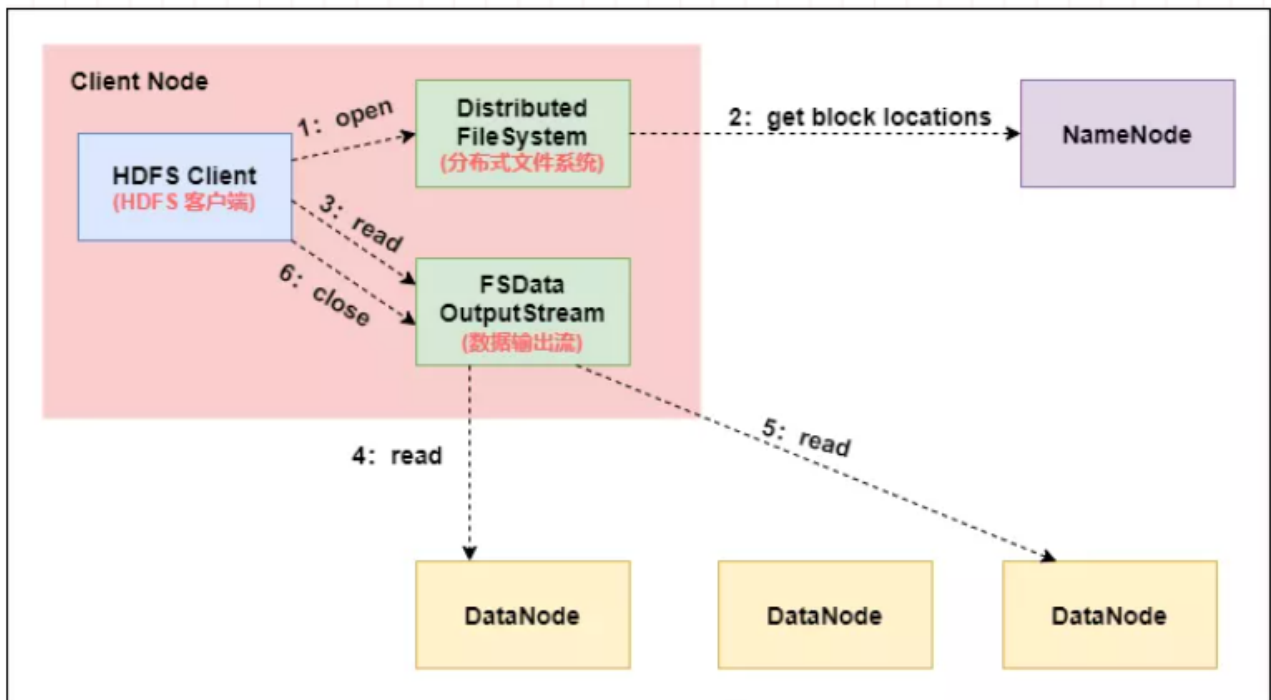 Client Node
1：open
Distributed
FileSystem
(分布式文件系统)
2：get block locations
NameNode
HDFS Client
(HDFS 客户端)
3：read
6：close
FSData
OutputStream
(数据输出流)
4：read
5：read
DataNode
DataNode
DataNode